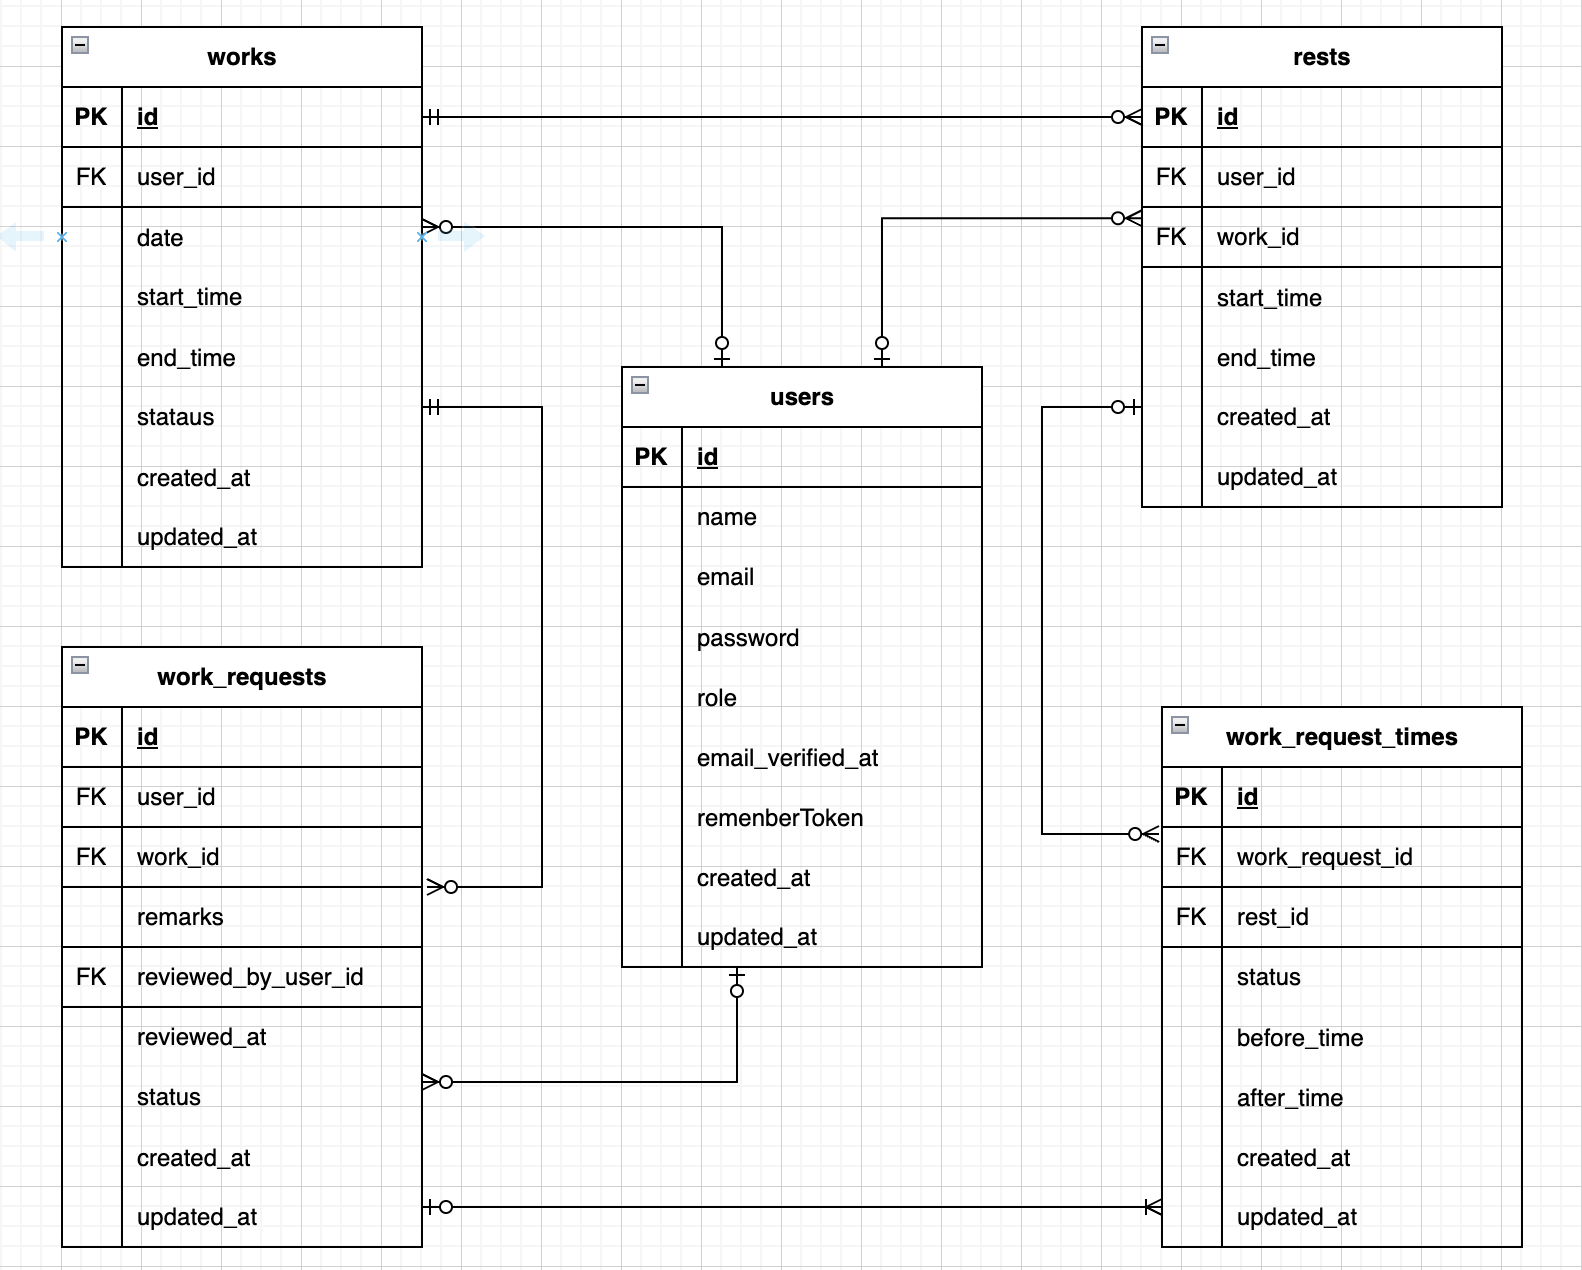 works
PK id
FK user_id
date
start_time
end_time
stataus
created_at
updated_at
rests
PK id
FK user_id
FK work_id
start_time
end_time
created_at
updated_at
users
PK id
name
email
password
role
email_verified_at
remenberToken
created_at
updated_at
work_requests
PK id
FK user_id
FK work_id
remarks
FK reviewed_by_user_id
reviewed_at
status
created_at
updated_at
work_request_times
PK id
FK work_request_id
FK rest_id
status
before_time
after_time
created_at
updated_at